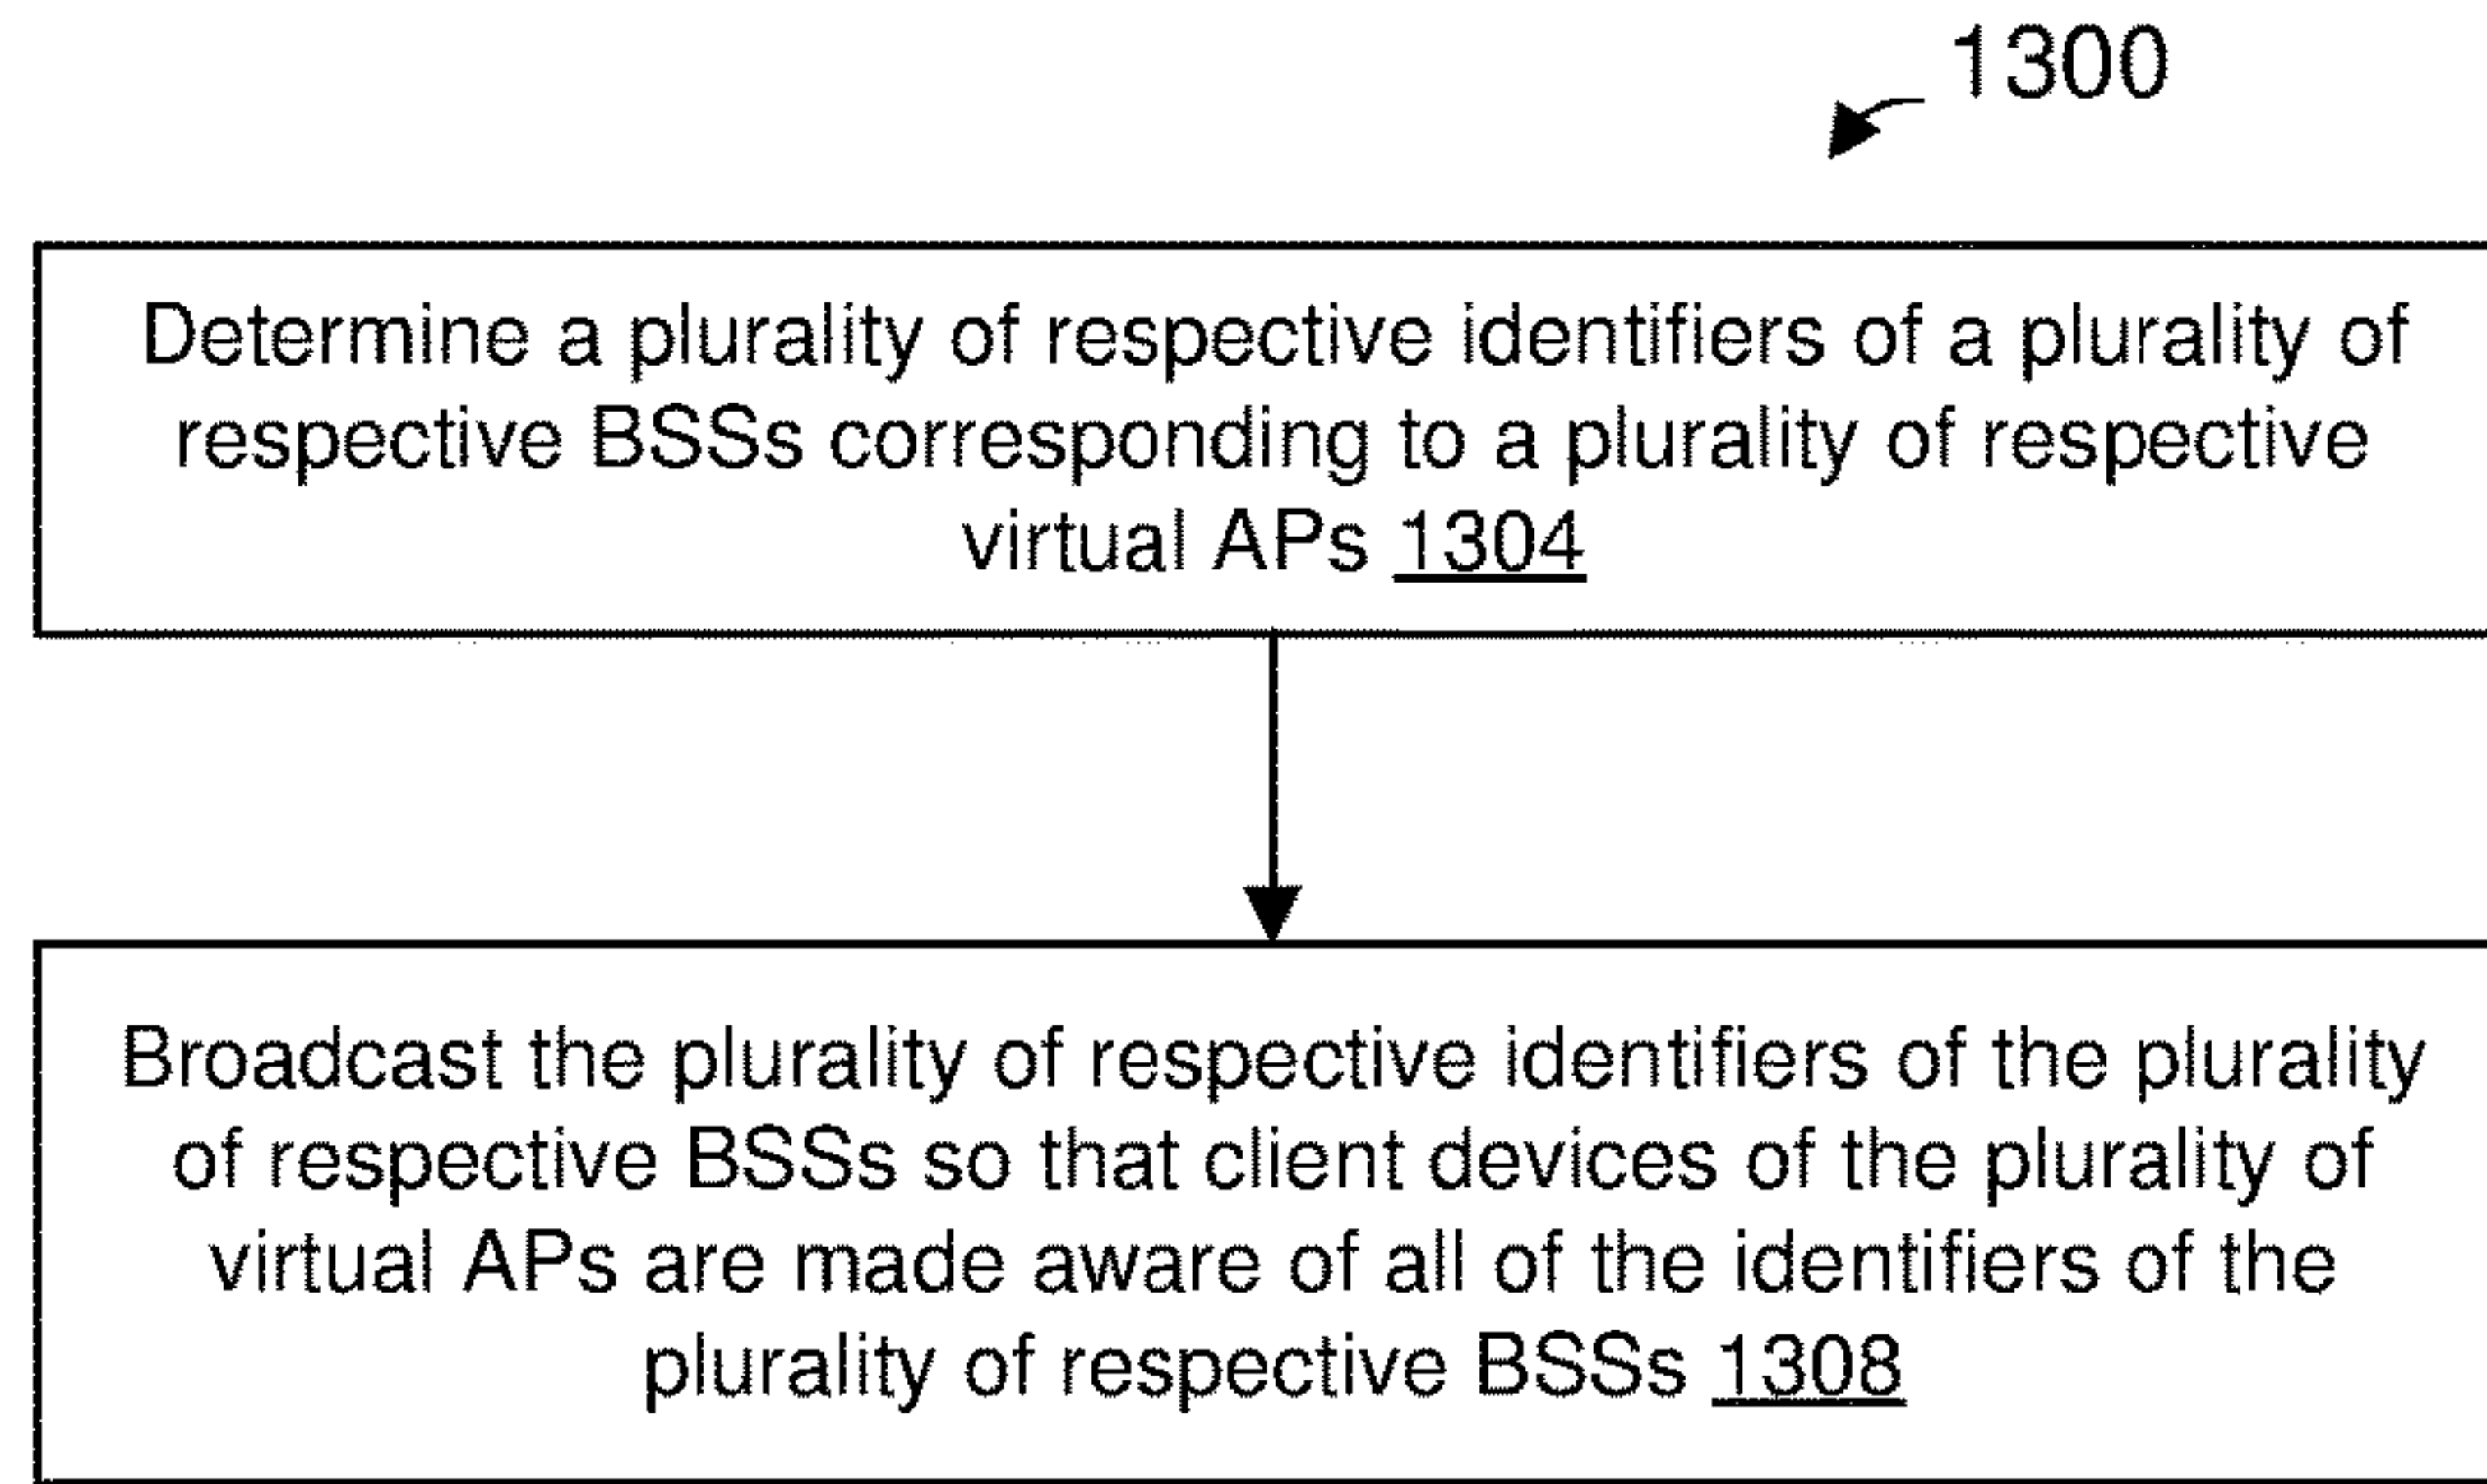 1300
Determine a plurality of respective identifiers of a plurality of
respective BSSs corresponding to a plurality of respective
virtual APs 1304
Broadcast the plurality of respective identifiers of the plurality
of respective BSSs so that client devices of the plurality of
virtual APs are made aware of all of the identifiers of the
plurality of respective BSSs 1308